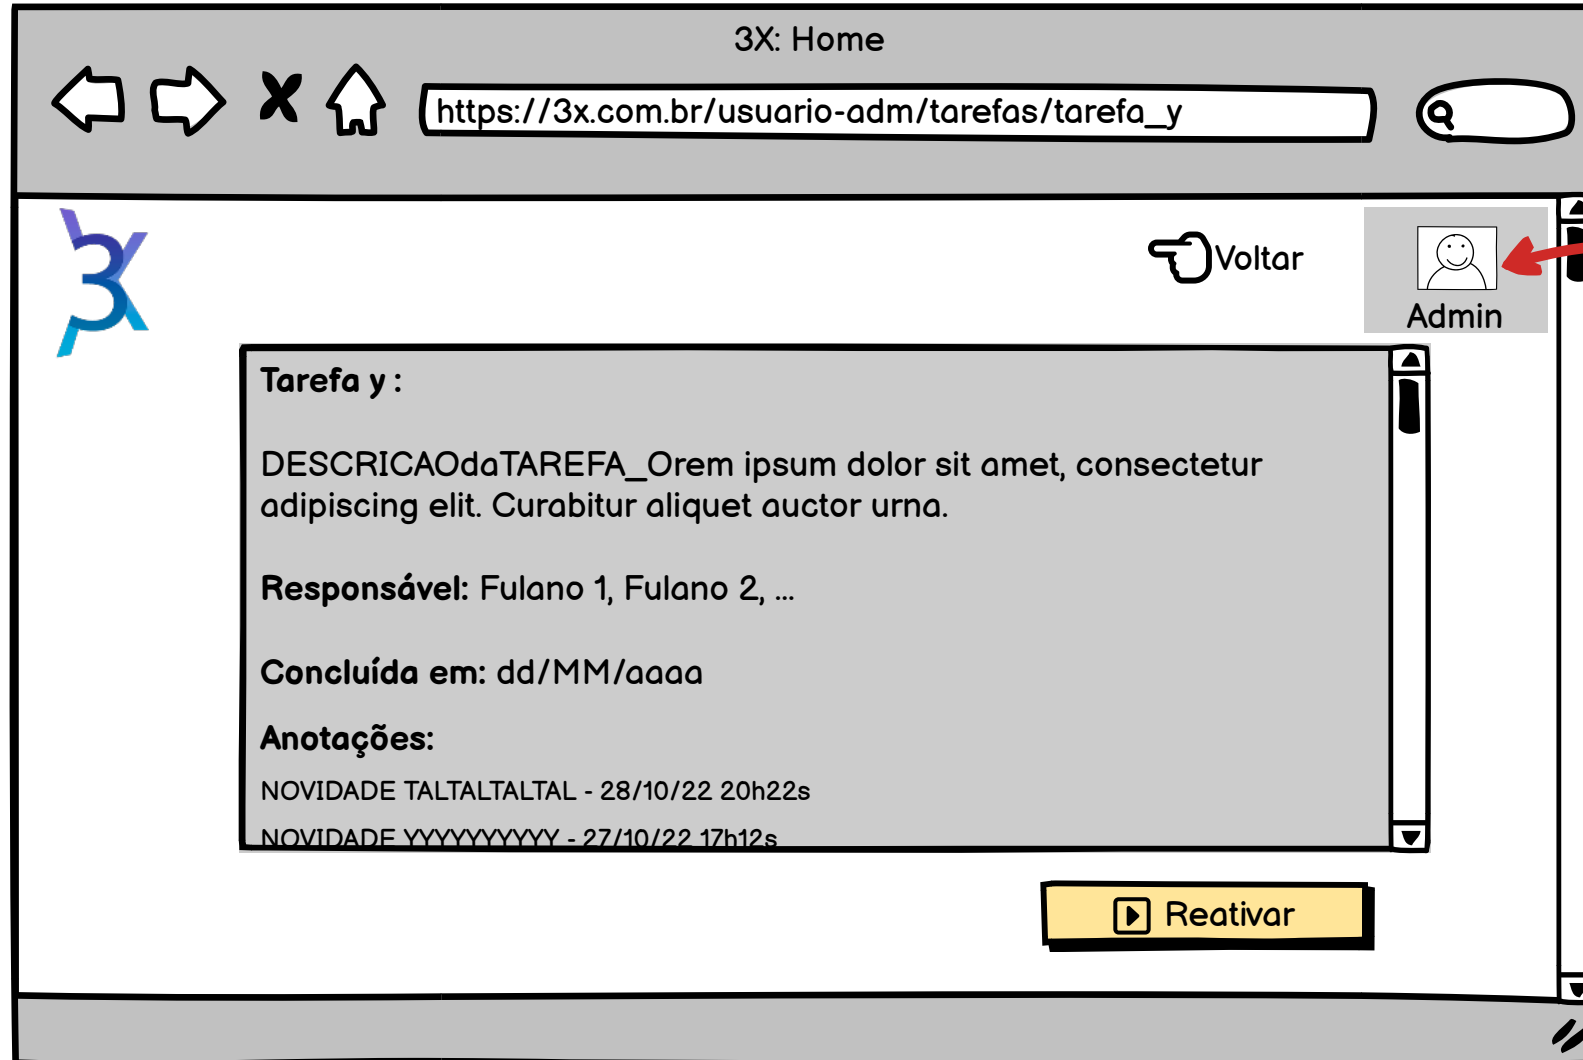 3X: Home
https://3x.com.br/usuario-adm/tarefas/tarefa_y
3X
Voltar
Admin
Tarefa y :
DESCRICAOdaTAREFA_Orem ipsum dolor sit amet, consectetur
adipiscing elit. Curabitur aliquet auctor urna.
Responsável: Fulano 1, Fulano 2, ...
Concluída em: dd/MM/aaaa
Anotações:
NOVIDADE TALTALTALTAL - 28/10/22 20h22s
NOVIDADE YYYYYYYYYY - 27/10/22 17h12s
Reativar